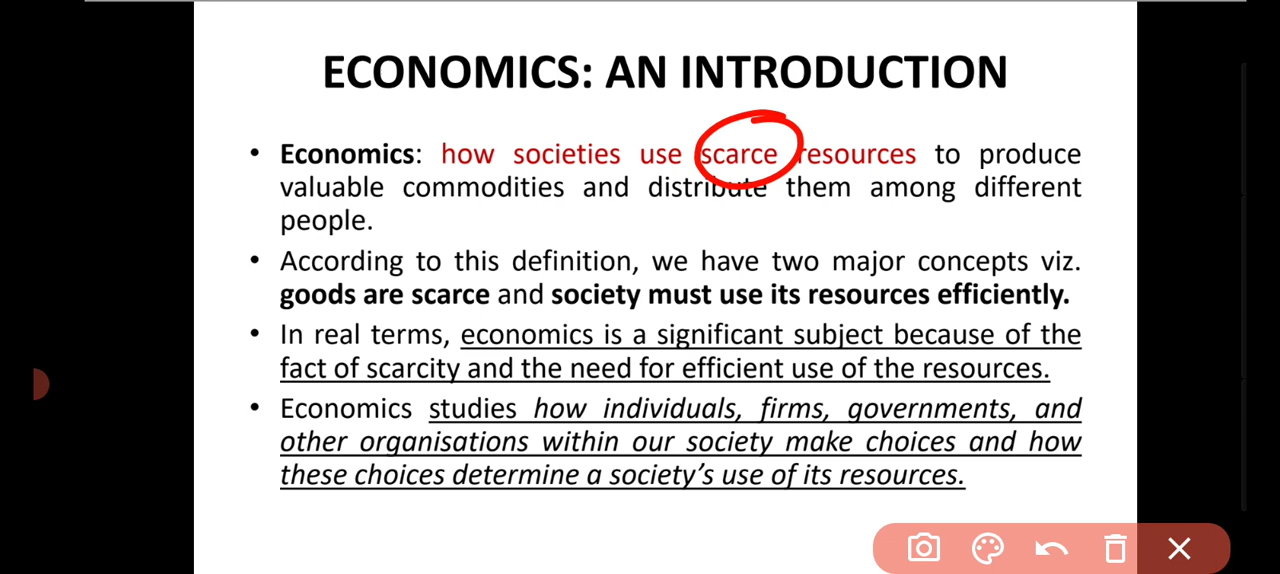 ECONOMICS: AN INTRODUCTION
• Economics: how societies use scarce resources to produce
valuable commodities and distribute them among different
people.
• According to this definition, we have two major concepts viz.
goods are scarce and society must use its resources efficiently.
• In real terms, economics is a significant subject because of the
fact of scarcity and the need for efficient use of the resources.
• Economics studies how individuals, firms, governments, and
other organisations within our society make choices and how
these choices determine a society’s use of its resources.